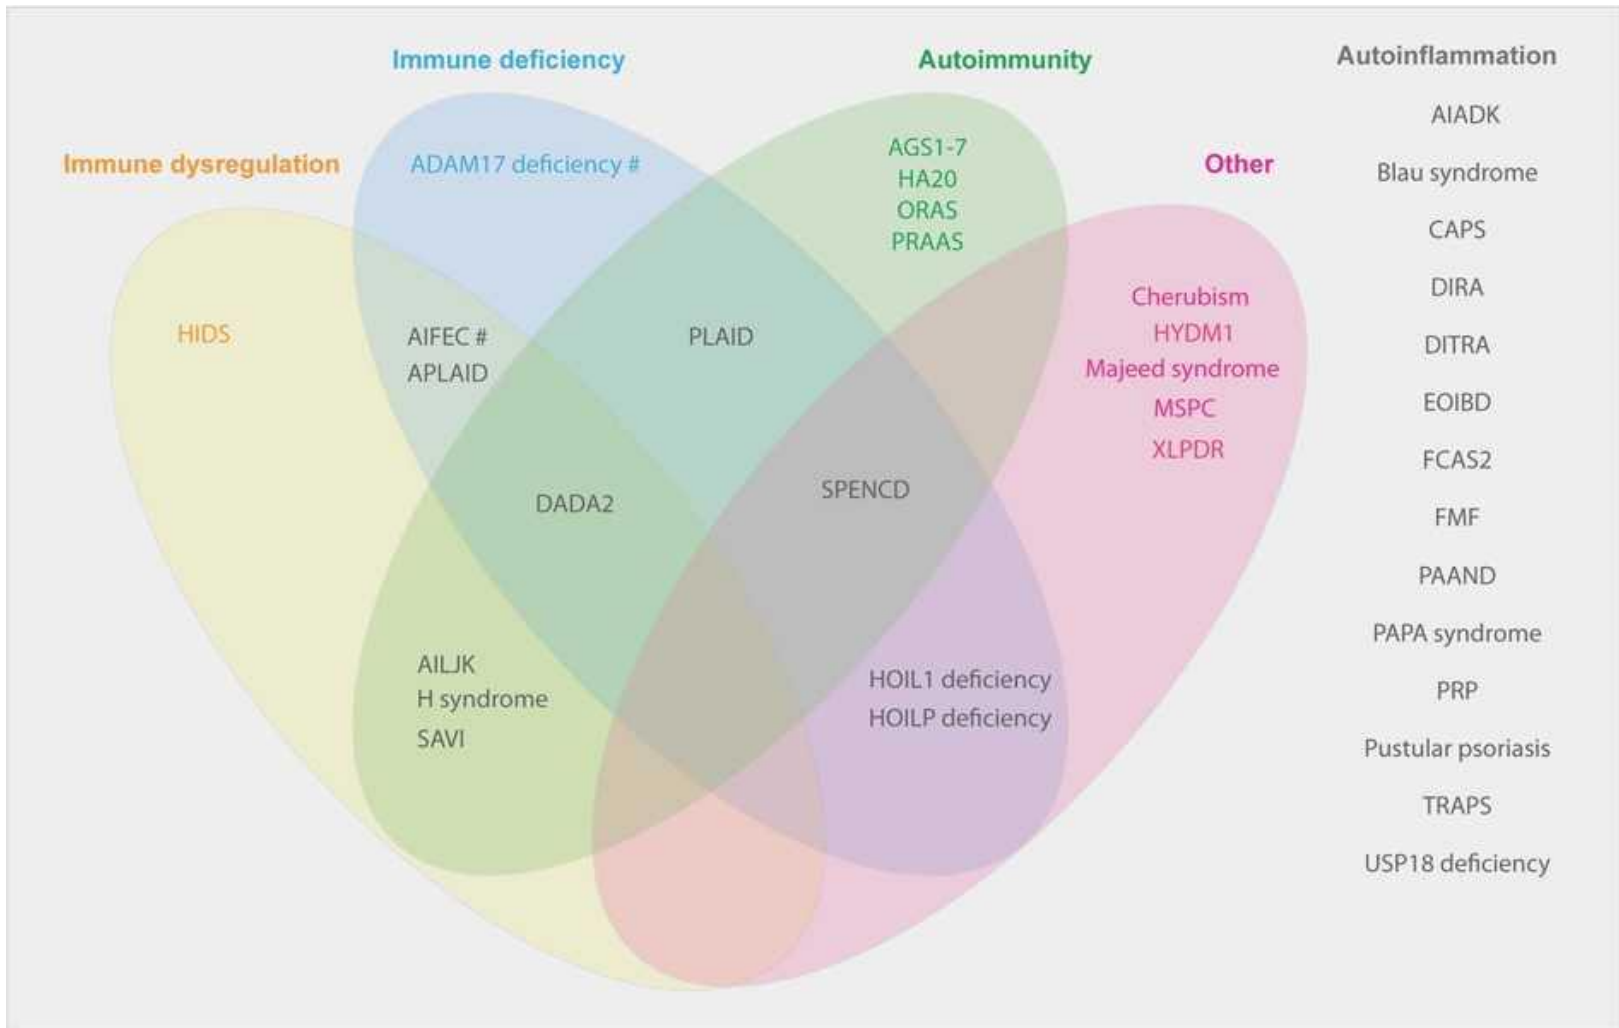 Immune deficiency
Autoimmunity
Autoinflammation
Immune dysregulation
Other
ADAM17 deficiency #
AGS1-7
HA20
ORAS
PRAAS
HIDS
AIFEC #
APLAID
PLAID
Cherubism
HYDM1
Majeed syndrome
MSPC
XLPDR
DADA2
SPENCD
AILJK
H syndrome
SAVI
HOIL1 deficiency
HOILP deficiency
AIADK
Blau syndrome
CAPS
DIRA
DITRA
EOIBD
FCAS2
FMF
PAAND
PAPA syndrome
PRP
Pustular psoriasis
TRAPS
USP18 deficiency